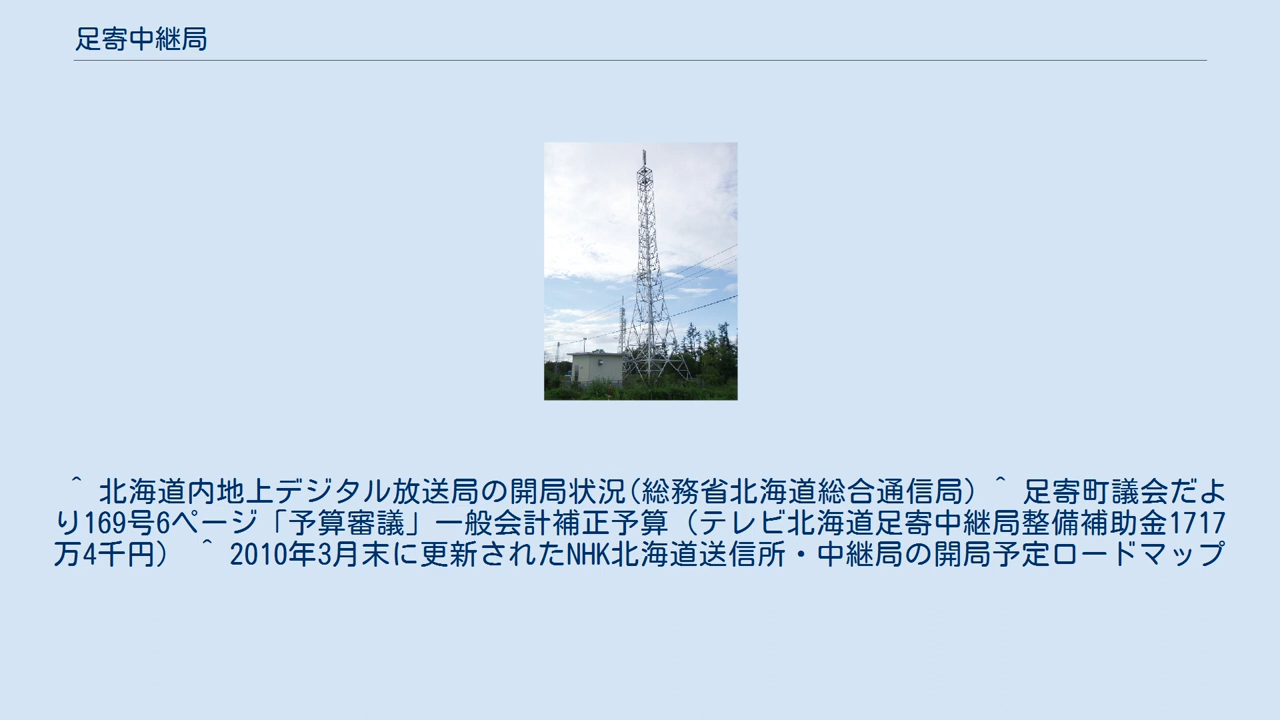 足寄中継局
＾ 北海道内地上デジタル放送局の開局状況(総務省北海道総合通信局) ＾ 足寄町議会だよ
り169号6ページ「予算審議」一般会計補正予算（テレビ北海道足寄中継局整備補助金1717
万4千円） ＾ 2010年3月末に更新されたNHK北海道送信所・中継局の開局予定ロードマップ